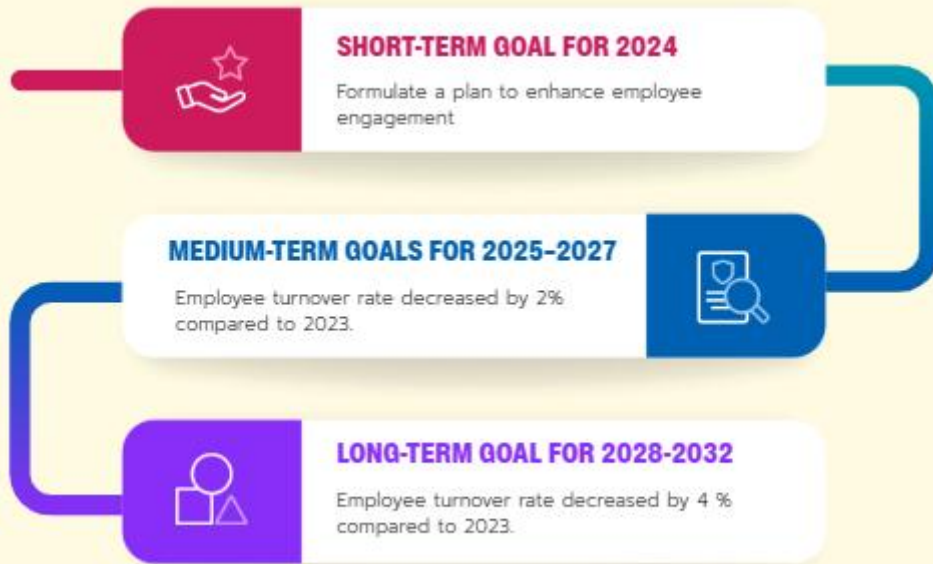 SHORT-TERM GOAL FOR 2024
Formulate a plan to enhance employee
engagement
MEDIUM-TERM GOALS FOR 2025–2027
Employee turnover rate decreased by 2%
compared to 2023.
LONG-TERM GOAL FOR 2028-2032
Employee turnover rate decreased by 4 %
compared to 2023.